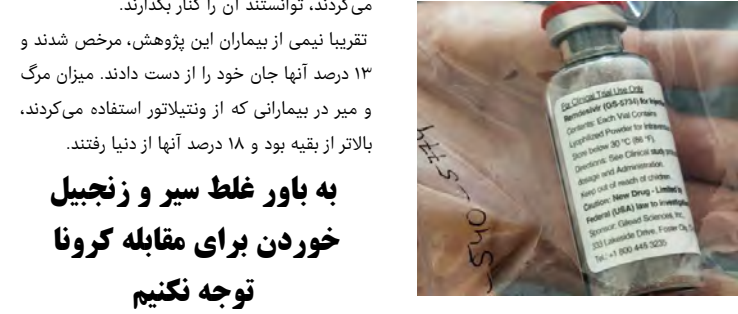 می‌کردند، توانستند آن را کنار بگذارند.
تقریبا نیمی از بیماران این پژوهش، مرخص شدند و
۱۳ درصد آنها جان خود را از دست دادند. میزان مرگ
و میر در بیمارانی که از ونتیلاتور استفاده می‌کردند،
بالاتر از بقیه بود و ۱۸ درصد آنها از دنیا رفتند.
به باور غلط سیر و زنجبیل
خوردن برای مقابله کرونا
توجه نکنیم
For Clinical Trial Use Only
Remdesivir (GS-5734) for
Contents: Each Vial Contains
Lyophilized Powder for
Store below 30 °C (86 °F)
Directions: See Clinical study
dosage and Administration.
Keep out of reach of children.
Caution: New Drug - Limited by
Federal (USA) law to
Sponsor: Gilead Sciences, Inc.
333 Lakeside Drive, Foster
Tel.: +1 800 445 3235